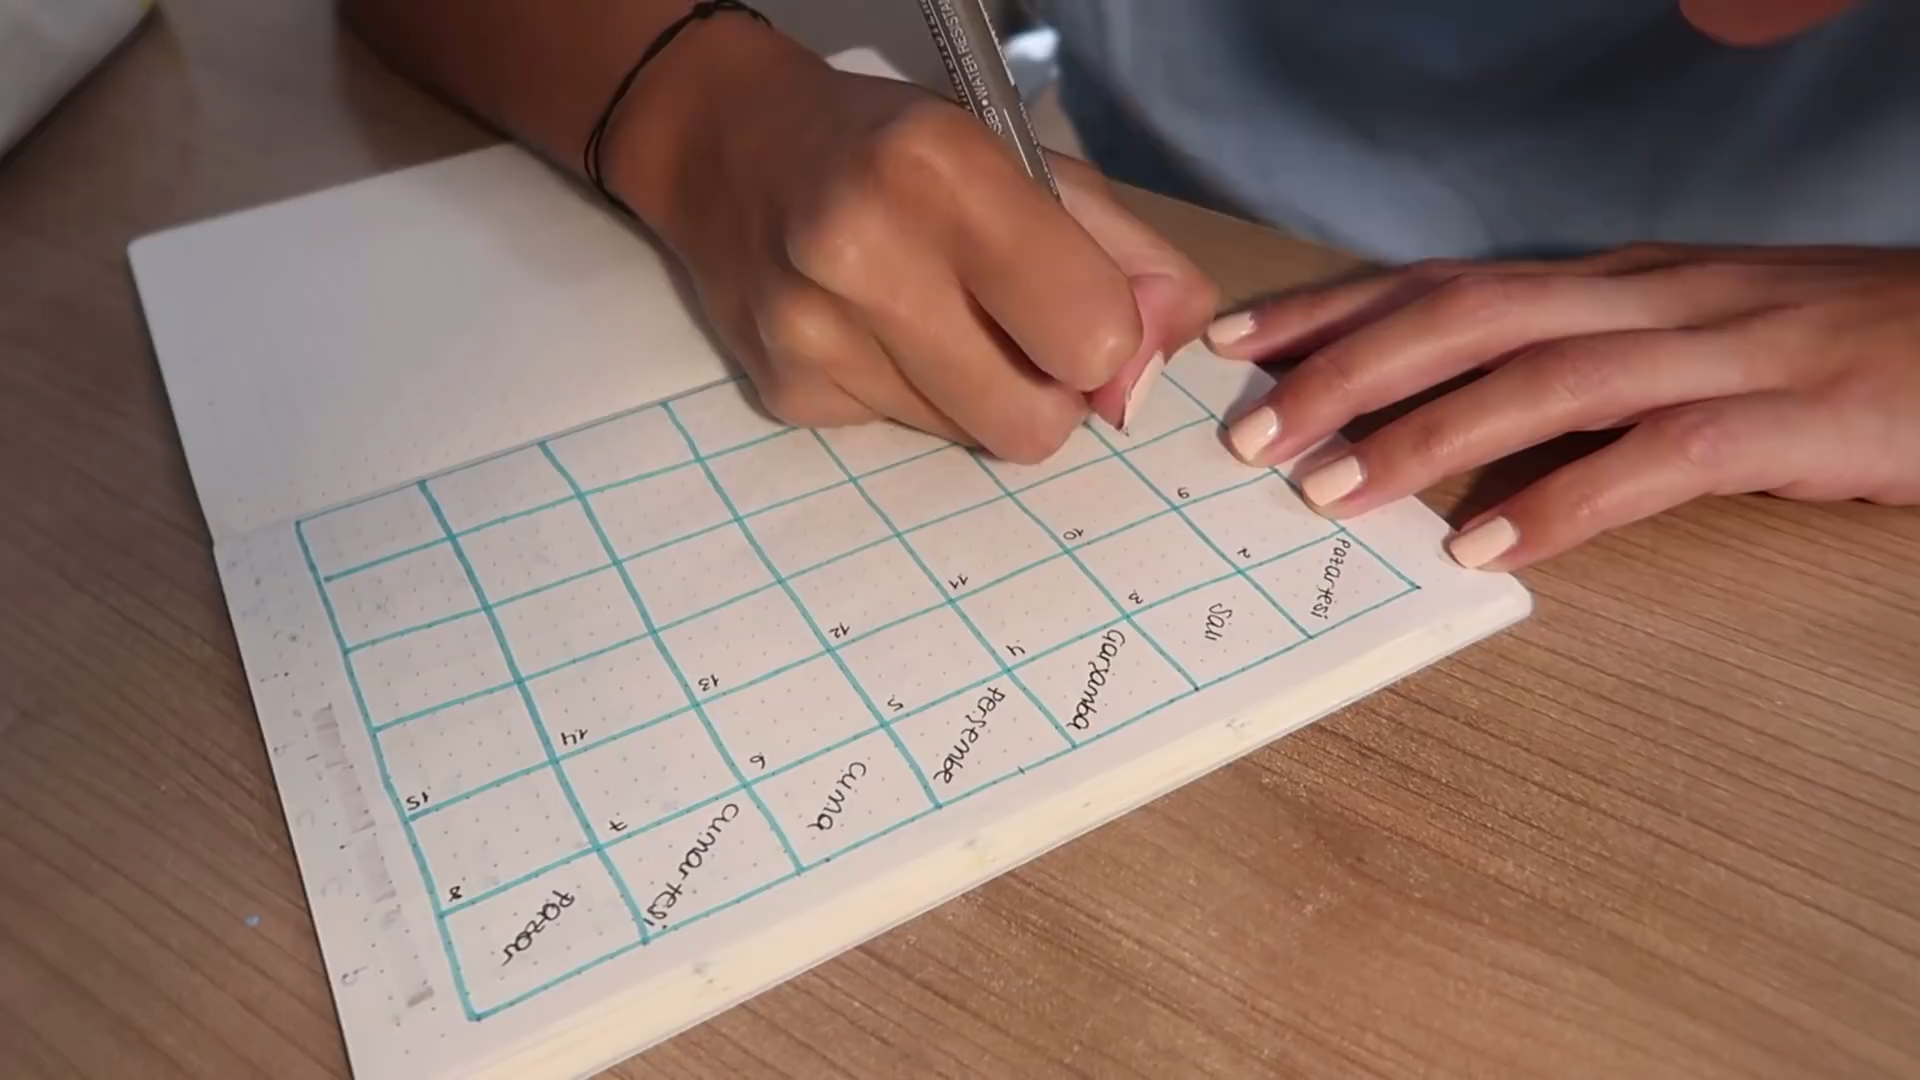 Pazartesi Salı Çarşamba Perşembe Cuma Cumartesi Pazar
2 3 4 5 6 7 8
9 10 11 12 13 14 15
WATER